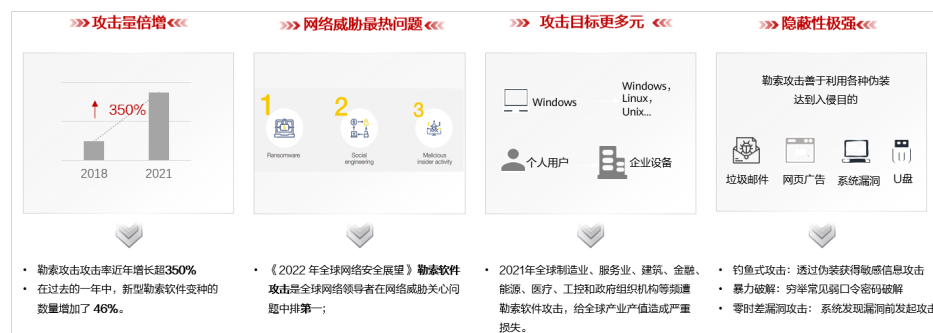 攻击量倍增
350%
2018
2021
勒索攻击攻击率近年增长超350%
在过去的一年中，新型勒索软件变种的
数量增加了 46%。
网络威胁最热问题
1
2
3
Ransomware
Social
engineering
Malicious
insider activity
《2022 年全球网络安全展望》勒索软件
攻击是全球网络领导者在网络威胁关心问
题中排第一；
攻击目标更多元
Windows
Windows，
Linux，
Unix...
个人用户
企业设备
2021年全球制造业、服务业、建筑、金融、
能源、医疗、工控和政府组织机构等频遭
勒索软件攻击，给全球产业产值造成严重
损失。
隐蔽性极强
勒索攻击善于利用各种伪装
达到入侵目的
垃圾邮件
网页广告
系统漏洞
U盘
钓鱼式攻击：透过伪装获得敏感信息攻击
暴力破解：穷举常见弱口令密码破解
零时差漏洞攻击： 系统发现漏洞前发起攻击